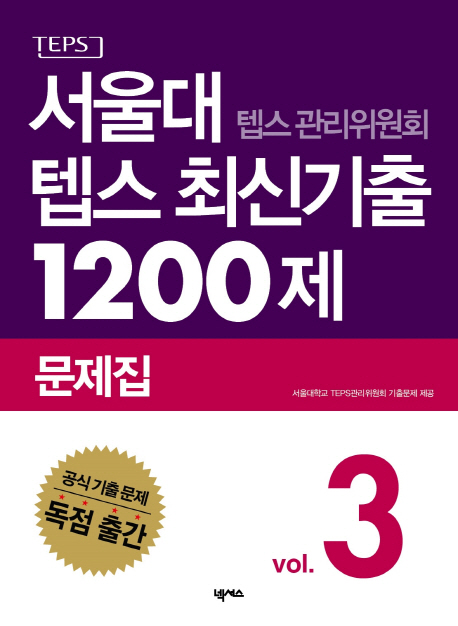 TEPS
서울대 텝스 관리위원회
텝스 최신기출
1200제
문제집
서울대학교 TEPS관리위원회 기출문제 제공
공식 기출 문제
독점 출간
vol. 3
넥서스